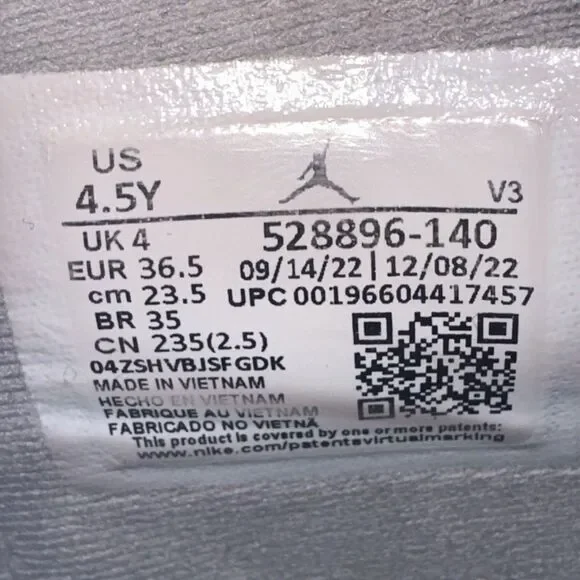 US
4.5Y
V3
UK 4
528896-140
EUR 36.5
09/14/22 | 12/08/22
cm 23.5
UPC 00196604417457
BR 35
CN 235(2.5)
04ZSHVBJSFGDK
MADE IN VIETNAM
HECHO EN VIETNAM
FABRIQUE AU VIETNAM
FABRICADO NO VIETNÃ
This product is covered by one or more patents:
www.nike.com/patentsvirtualmarking